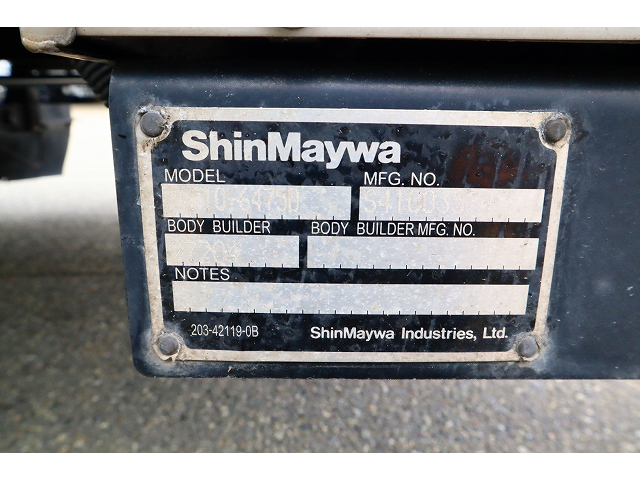 ShinMaywa
MODEL MFG. NO.
BODY BUILDER BODY BUILDER MFG. NO.
NOTES
203-42119-0B ShinMaywa Industries, Ltd.